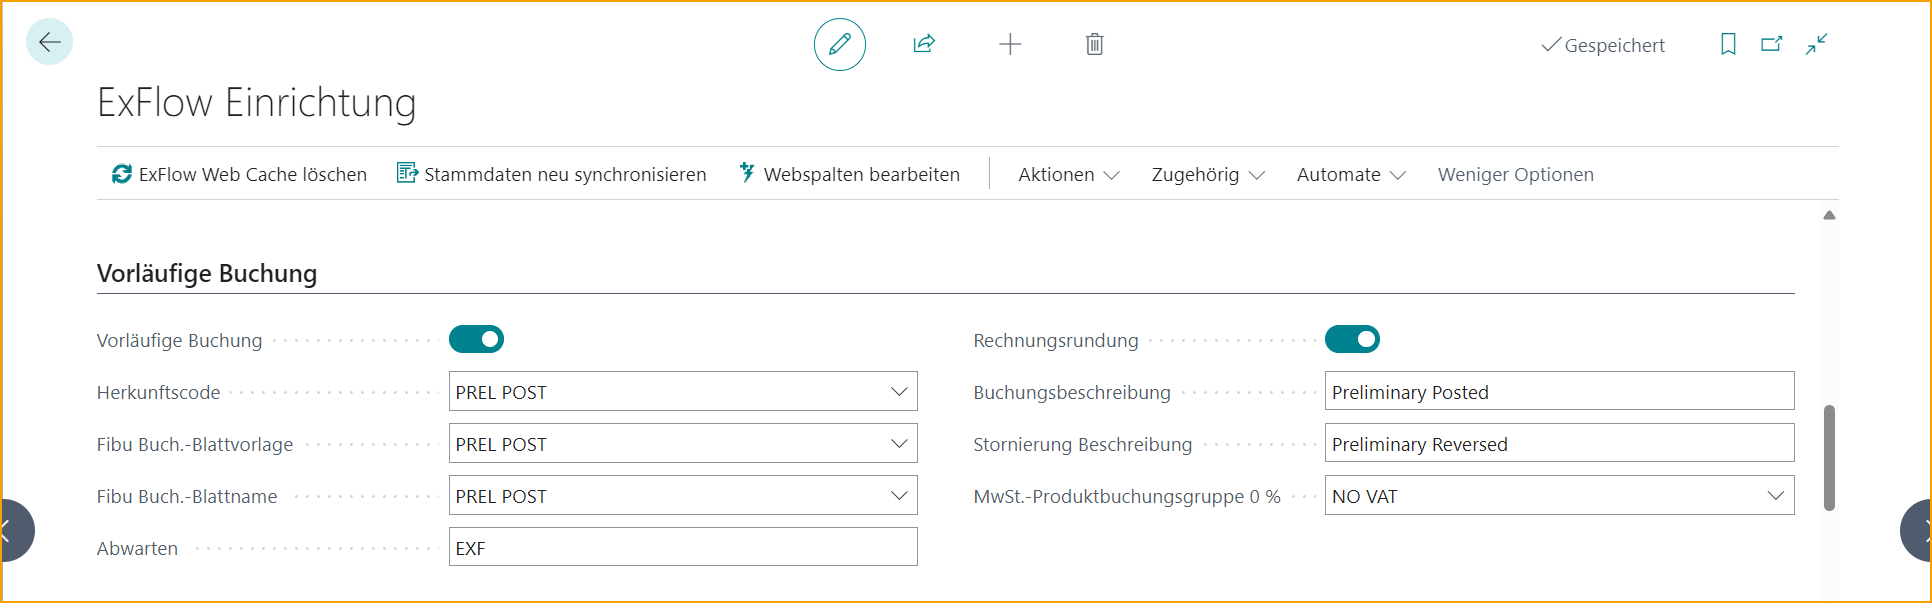 Gespeichert
ExFlow Einrichtung
ExFlow Web Cache löschen Stammdaten neu synchronisieren Webspalten bearbeiten Aktionen Zugehörig Automate Weniger Optionen
Vorläufige Buchung
Vorläufige Buchung
Herkunftscode PREL POST
Fibu Buch.-Blattvorlage PREL POST
Fibu Buch.-Blattname PREL POST
Abwarten EXF
Rechnungsrundung
Buchungsbeschreibung Preliminary Posted
Stornierung Beschreibung Preliminary Reversed
MwSt.-Produktbuchungsgruppe 0 % NO VAT